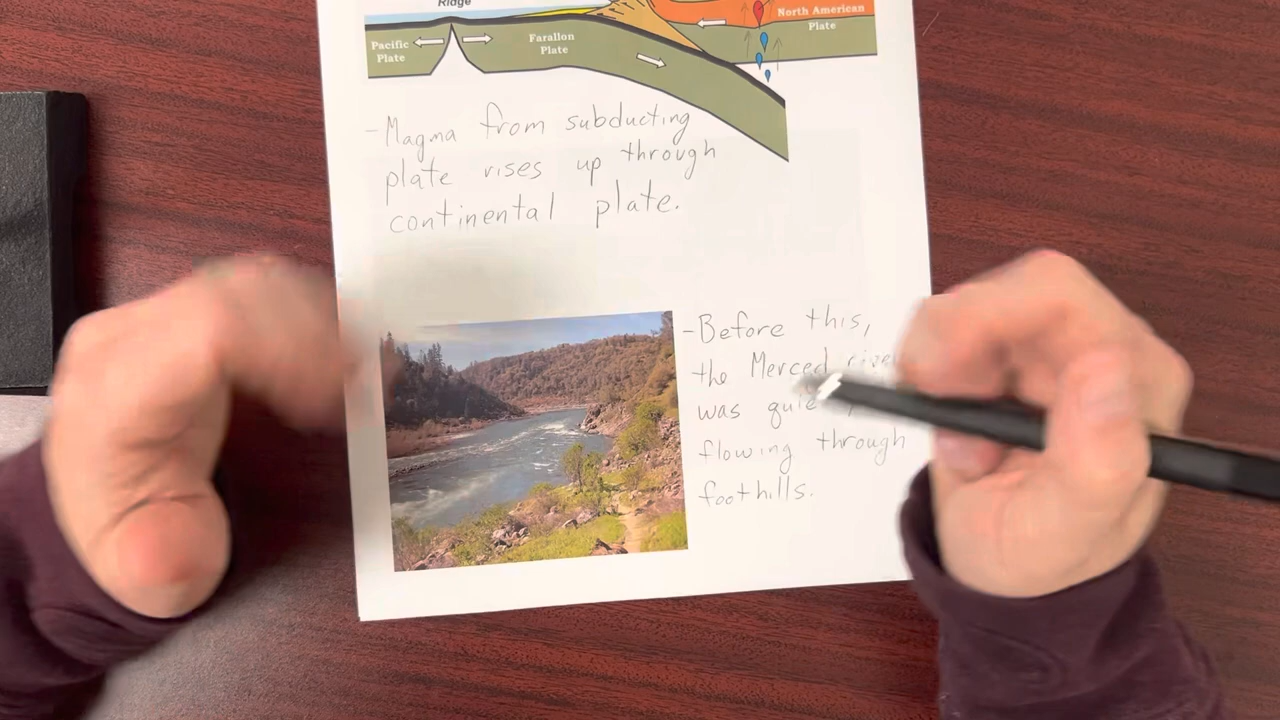 Ridge
North American
Plate
Pacific
Plate
Farallon
Plate
-Magma from subducting
plate rises up through
continental plate.
-Before this,
the Merced
was
flowing through
foothills.